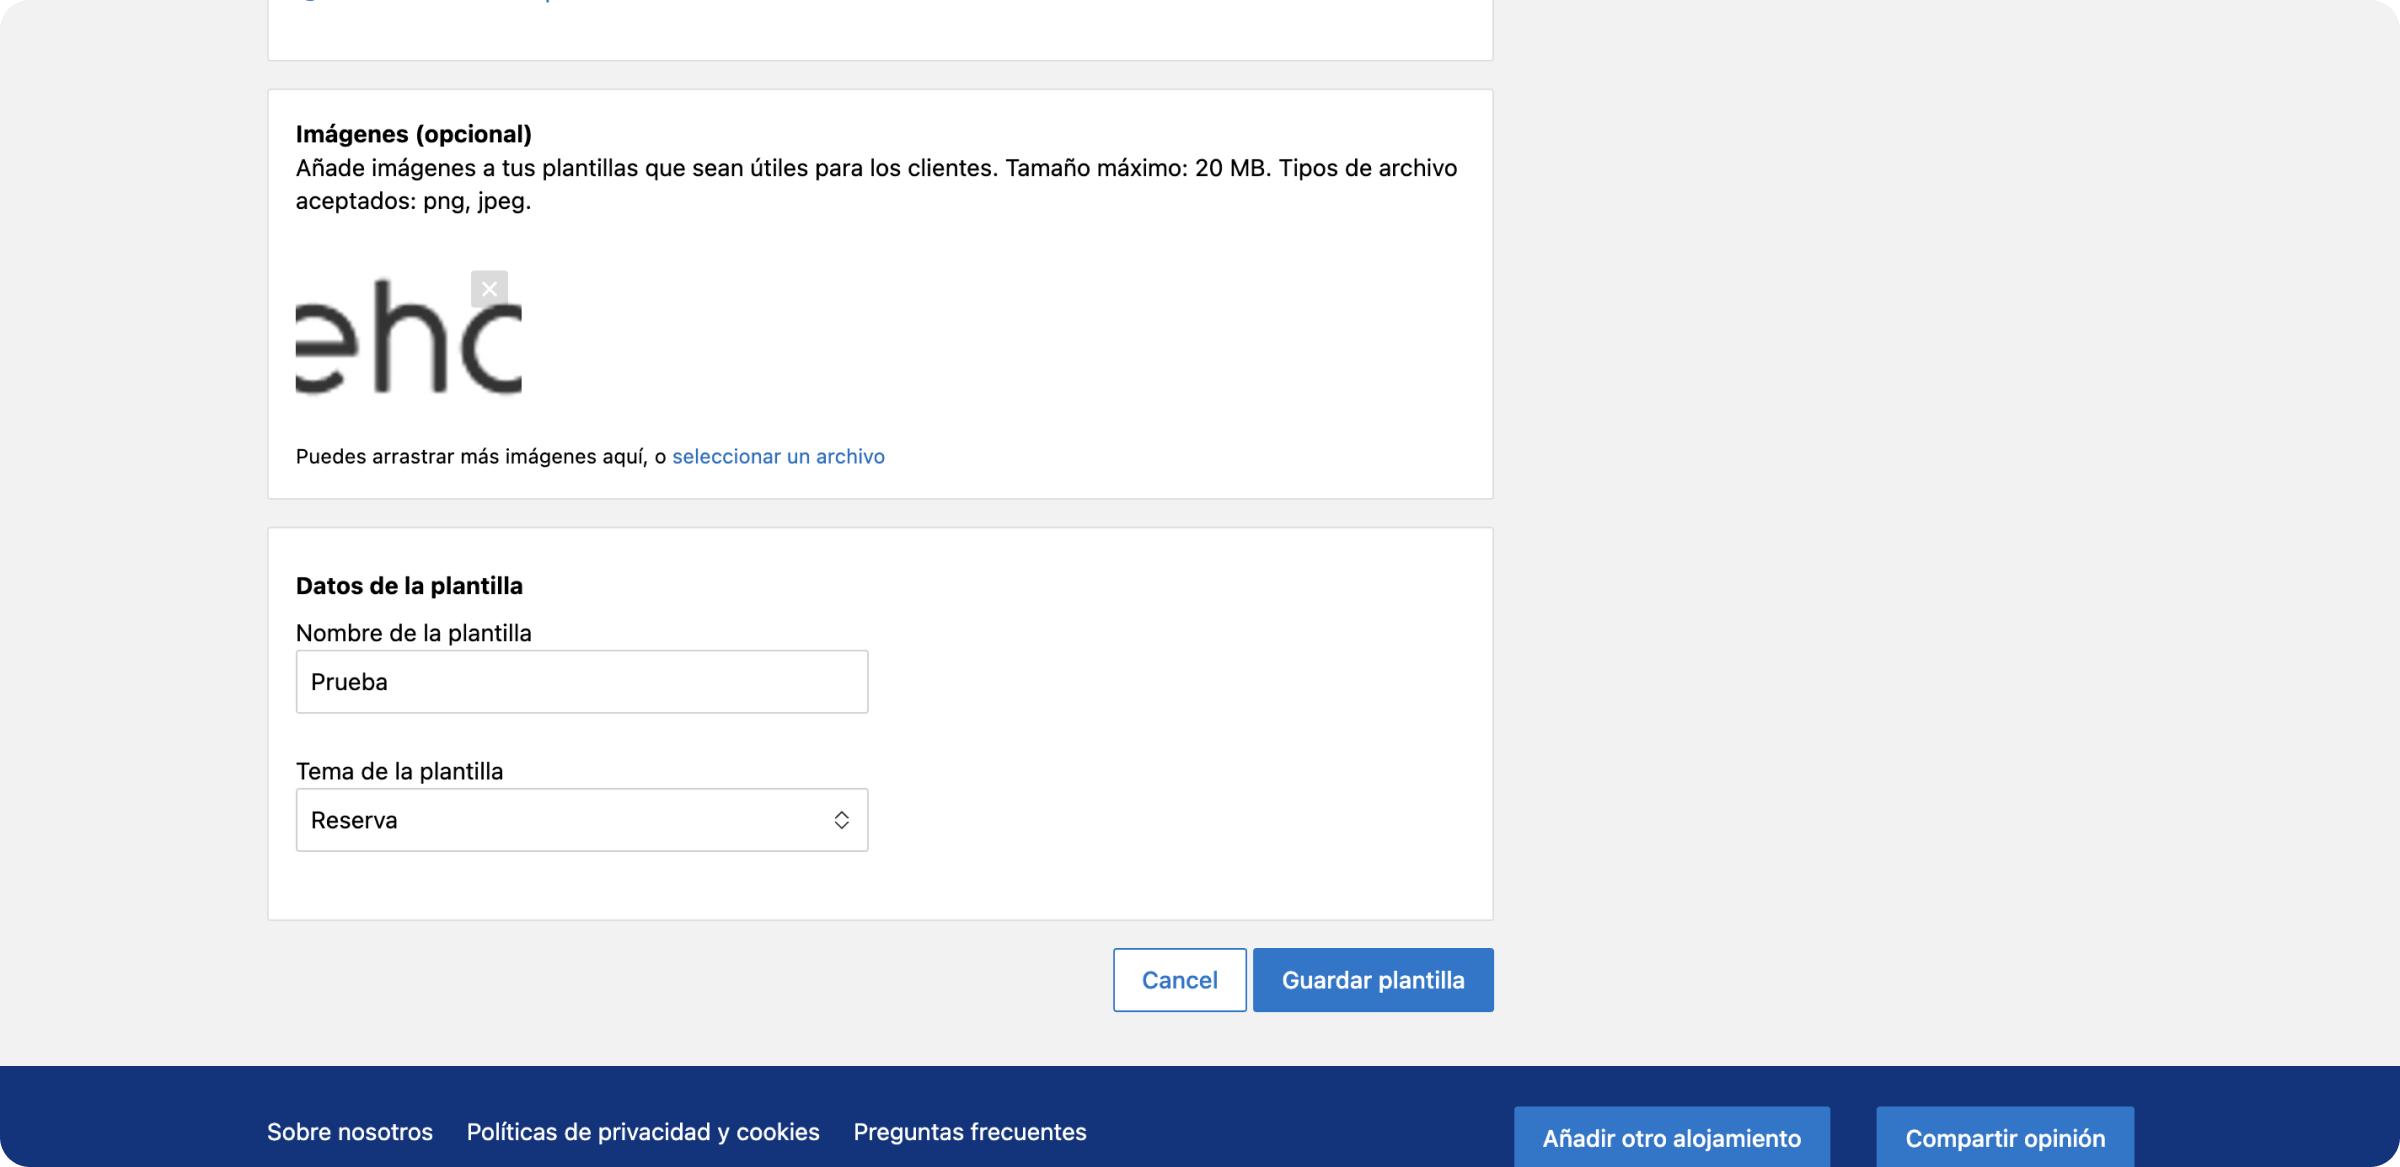 Imágenes (opcional)
Añade imágenes a tus plantillas que sean útiles para los clientes. Tamaño máximo: 20 MB. Tipos de archivo
aceptados: png, jpeg.
eho
Puedes arrastrar más imágenes aquí, o seleccionar un archivo
Datos de la plantilla
Nombre de la plantilla
Prueba
Tema de la plantilla
Reserva
Cancel Guardar plantilla
Sobre nosotros Políticas de privacidad y cookies Preguntas frecuentes Añadir otro alojamiento Compartir opinión